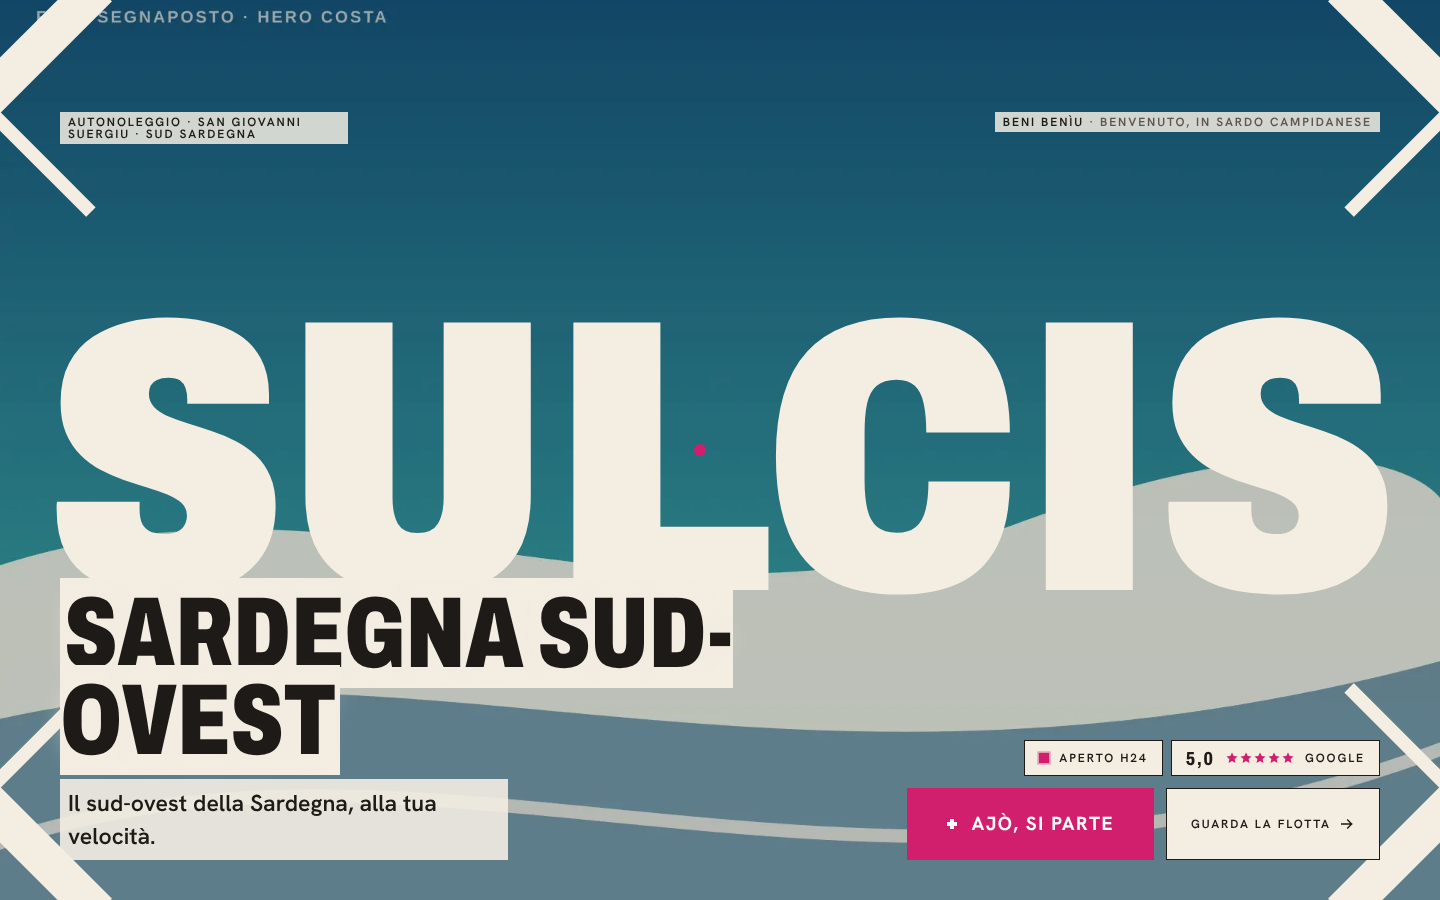 SEGNAPOSTO · HERO COSTA
AUTONOLEGGIO · SAN GIOVANNI
SUERGIU · SUD SARDEGNA
BENI BENÌU · BENVENUTO, IN SARDO CAMPIDANESE
SULCIS
SARDEGNA SUD-
OVEST
Il sud-ovest della Sardegna, alla tua
velocità.
APERTO H24
5,0 ★★★★★ GOOGLE
AJÒ, SI PARTE
GUARDA LA FLOTTA →